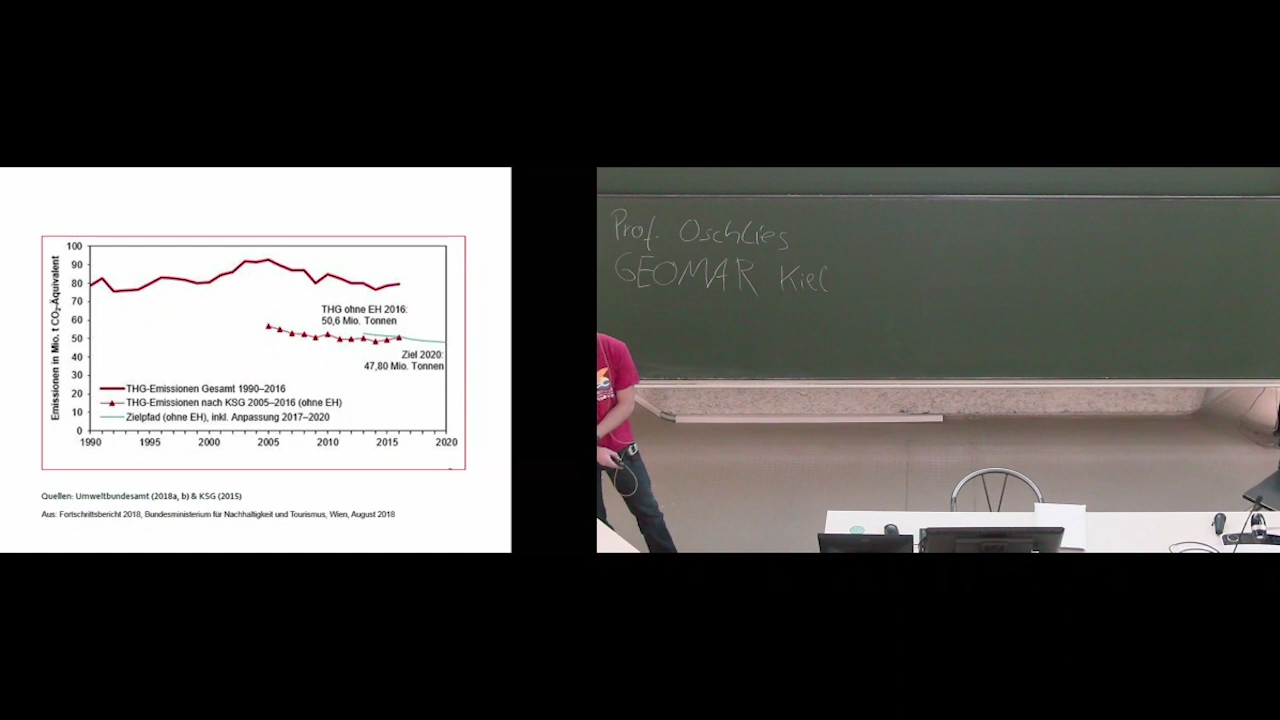 100
90
80
70
60
50
40
30
20
10
0
Emissionen in Mio. t CO₂-Äquivalent
THG ohne EH 2016:
50,6 Mio. Tonnen
Ziel 2020:
47,80 Mio. Tonnen
THG-Emissionen Gesamt 1990–2016
THG-Emissionen nach KSG 2005–2016 (ohne EH)
Zielpfad (ohne EH), inkl. Anpassung 2017–2020
1990 1995 2000 2005 2010 2015 2020
Quellen: Umweltbundesamt (2018a, b) & KSG (2015)
Aus: Fortschrittsbericht 2018, Bundesministerium für Nachhaltigkeit und Tourismus, Wien, August 2018
Prof. Oschlies
GEOMAR Kiel